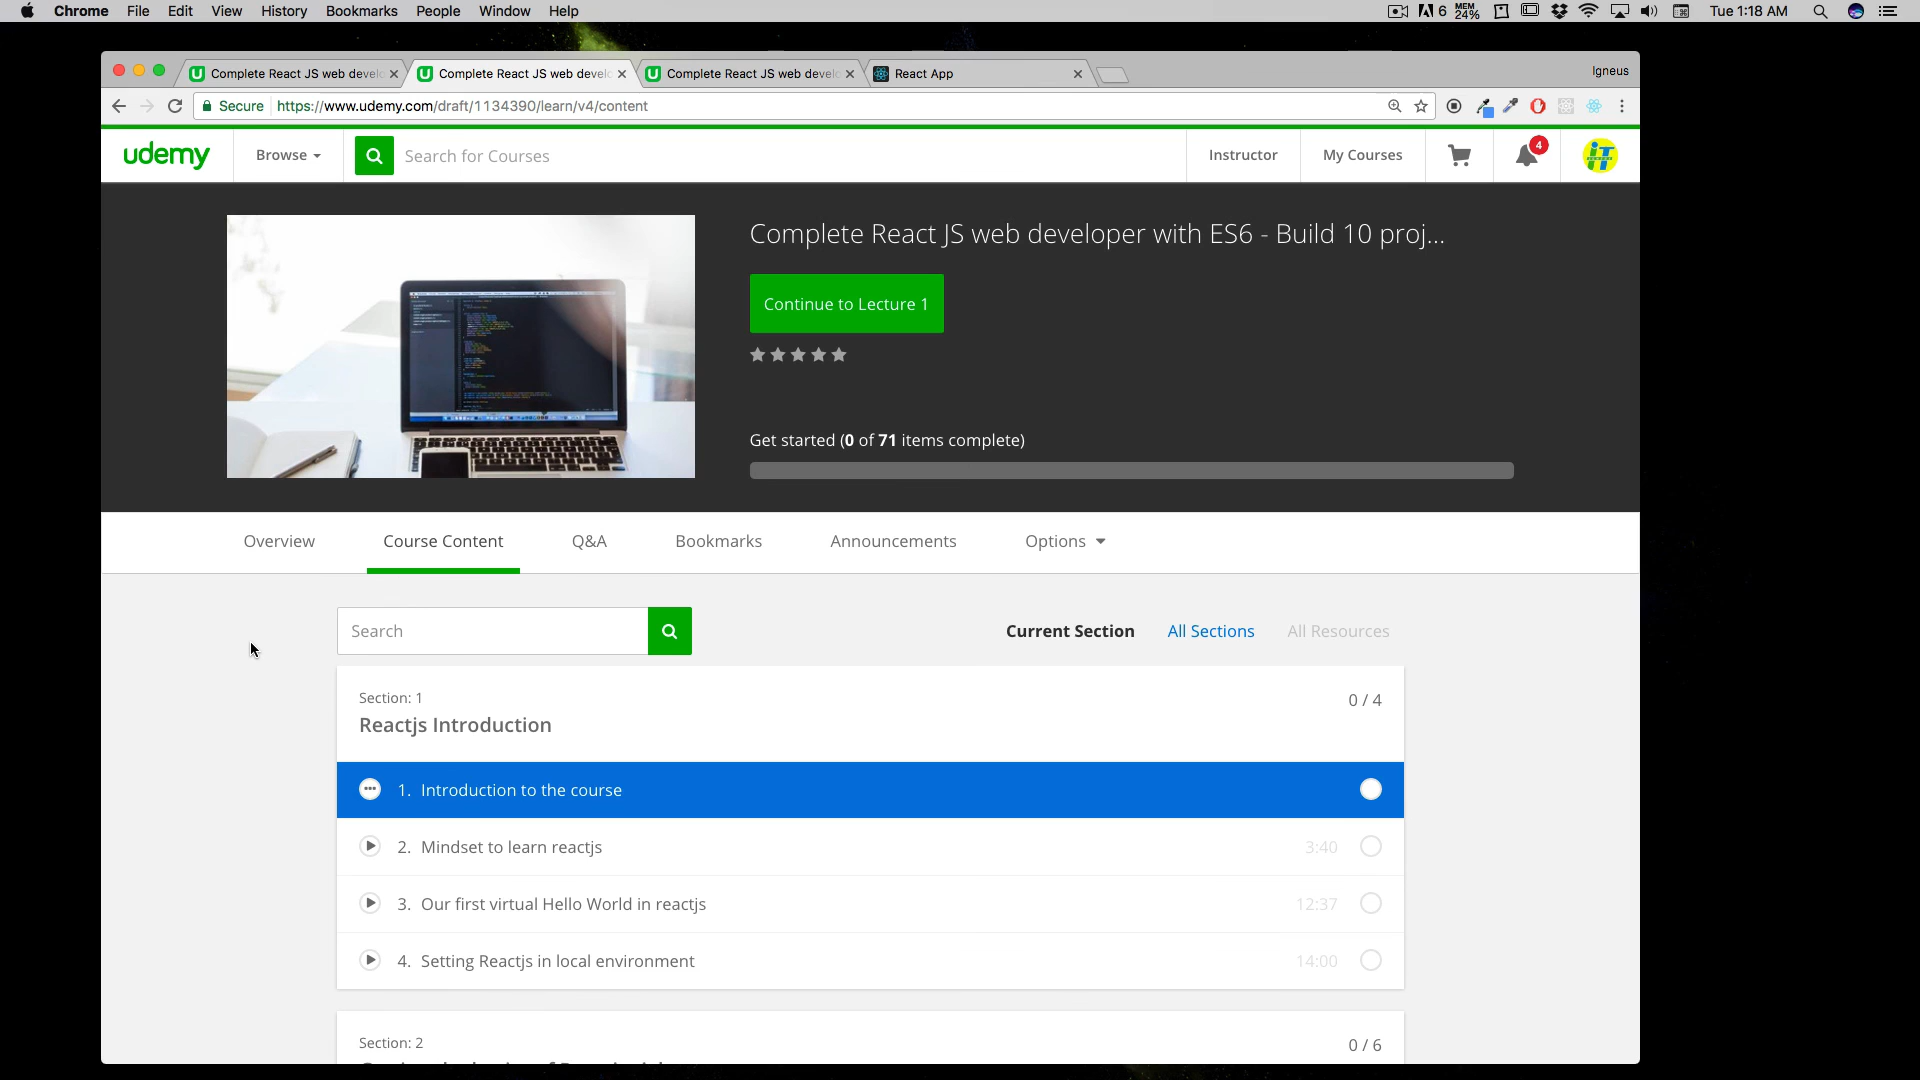 Chrome File Edit View History Bookmarks People Window Help
6 MEM 24% Tue 1:18 AM
Complete React JS web develo
Complete React JS web develo
Complete React JS web develo
React App
Igneus
Secure https://www.udemy.com/draft/1134390/learn/v4/content
udemy
Browse
Search for Courses
Instructor
My Courses
4
iT
Complete React JS web developer with ES6 - Build 10 proj...
Continue to Lecture 1
Get started (0 of 71 items complete)
Overview Course Content Q&A Bookmarks Announcements Options
Search
Current Section All Sections All Resources
Section: 1 0 / 4
Reactjs Introduction
1. Introduction to the course
2. Mindset to learn reactjs 3:40
3. Our first virtual Hello World in reactjs 12:37
4. Setting Reactjs in local environment 14:00
Section: 2 0 / 6